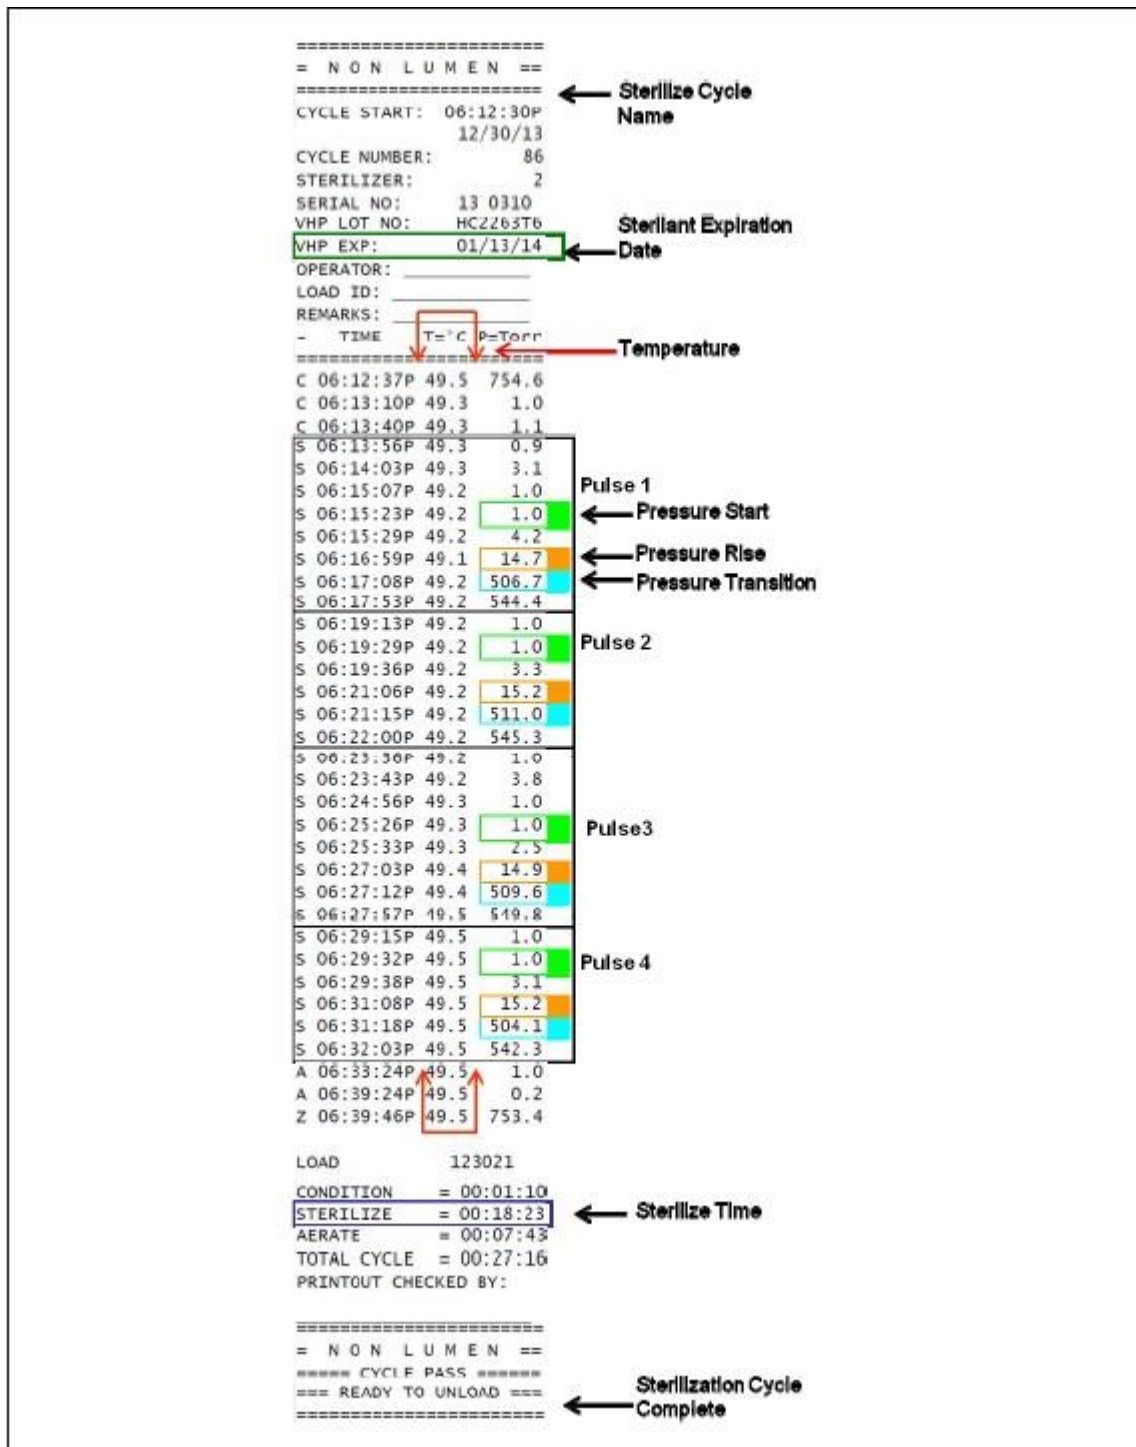 =======================
= N O N   L U M E N ==
=======================
Sterilize Cycle
Name
CYCLE START: 06:12:30P
12/30/13
CYCLE NUMBER: 86
STERILIZER: 2
SERIAL NO: 13 0310
VHP LOT NO: HC2263T6
Sterilant Expiration
Date
VHP EXP: 01/13/14
OPERATOR: ____________
LOAD ID: _____________
REMARKS: _____________
- TIME T=°C P=Torr
Temperature
=======================
C 06:12:37P 49.5 754.6
C 06:13:10P 49.3 1.0
C 06:13:40P 49.3 1.1
S 06:13:56P 49.3 0.9
S 06:14:03P 49.3 3.1
S 06:15:07P 49.2 1.0
Pulse 1
S 06:15:23P 49.2 1.0
Pressure Start
S 06:15:29P 49.2 4.2
S 06:16:59P 49.1 14.7
Pressure Rise
S 06:17:08P 49.2 506.7
Pressure Transition
S 06:17:53P 49.2 544.4
S 06:19:13P 49.2 1.0
S 06:19:29P 49.2 1.0
Pulse 2
S 06:19:36P 49.2 3.3
S 06:21:06P 49.2 15.2
S 06:21:15P 49.2 511.0
S 06:22:00P 49.2 545.3
S 06:23:36P 49.2 1.0
S 06:23:43P 49.2 3.8
S 06:24:56P 49.3 1.0
S 06:25:26P 49.3 1.0
Pulse3
S 06:25:33P 49.3 2.5
S 06:27:03P 49.4 14.9
S 06:27:12P 49.4 509.6
S 06:27:57P 49.5 549.8
S 06:29:15P 49.5 1.0
S 06:29:32P 49.5 1.0
Pulse 4
S 06:29:38P 49.5 3.1
S 06:31:08P 49.5 15.2
S 06:31:18P 49.5 504.1
S 06:32:03P 49.5 542.3
A 06:33:24P 49.5 1.0
A 06:39:24P 49.5 0.2
Z 06:39:46P 49.5 753.4
LOAD 123021
CONDITION = 00:01:10
STERILIZE = 00:18:23
Sterilize Time
AERATE = 00:07:43
TOTAL CYCLE = 00:27:16
PRINTOUT CHECKED BY:
______________________
=======================
= N O N   L U M E N ==
===== CYCLE PASS ======
=== READY TO UNLOAD ===
Sterilization Cycle
Complete
=======================